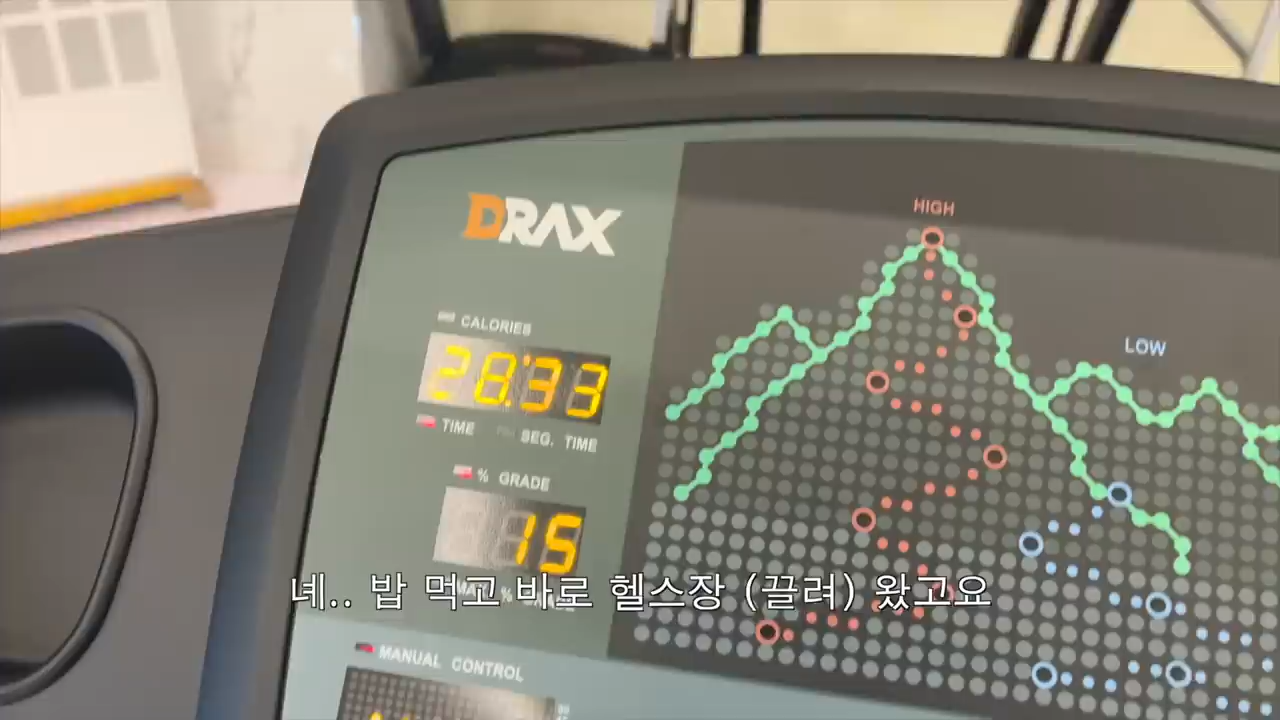 DRAX
HIGH
LOW
CALORIES
28:33
TIME
SEG. TIME
% GRADE
15
네.. 밥 먹고 바로 헬스장 (끌려) 왔고요
MANUAL CONTROL